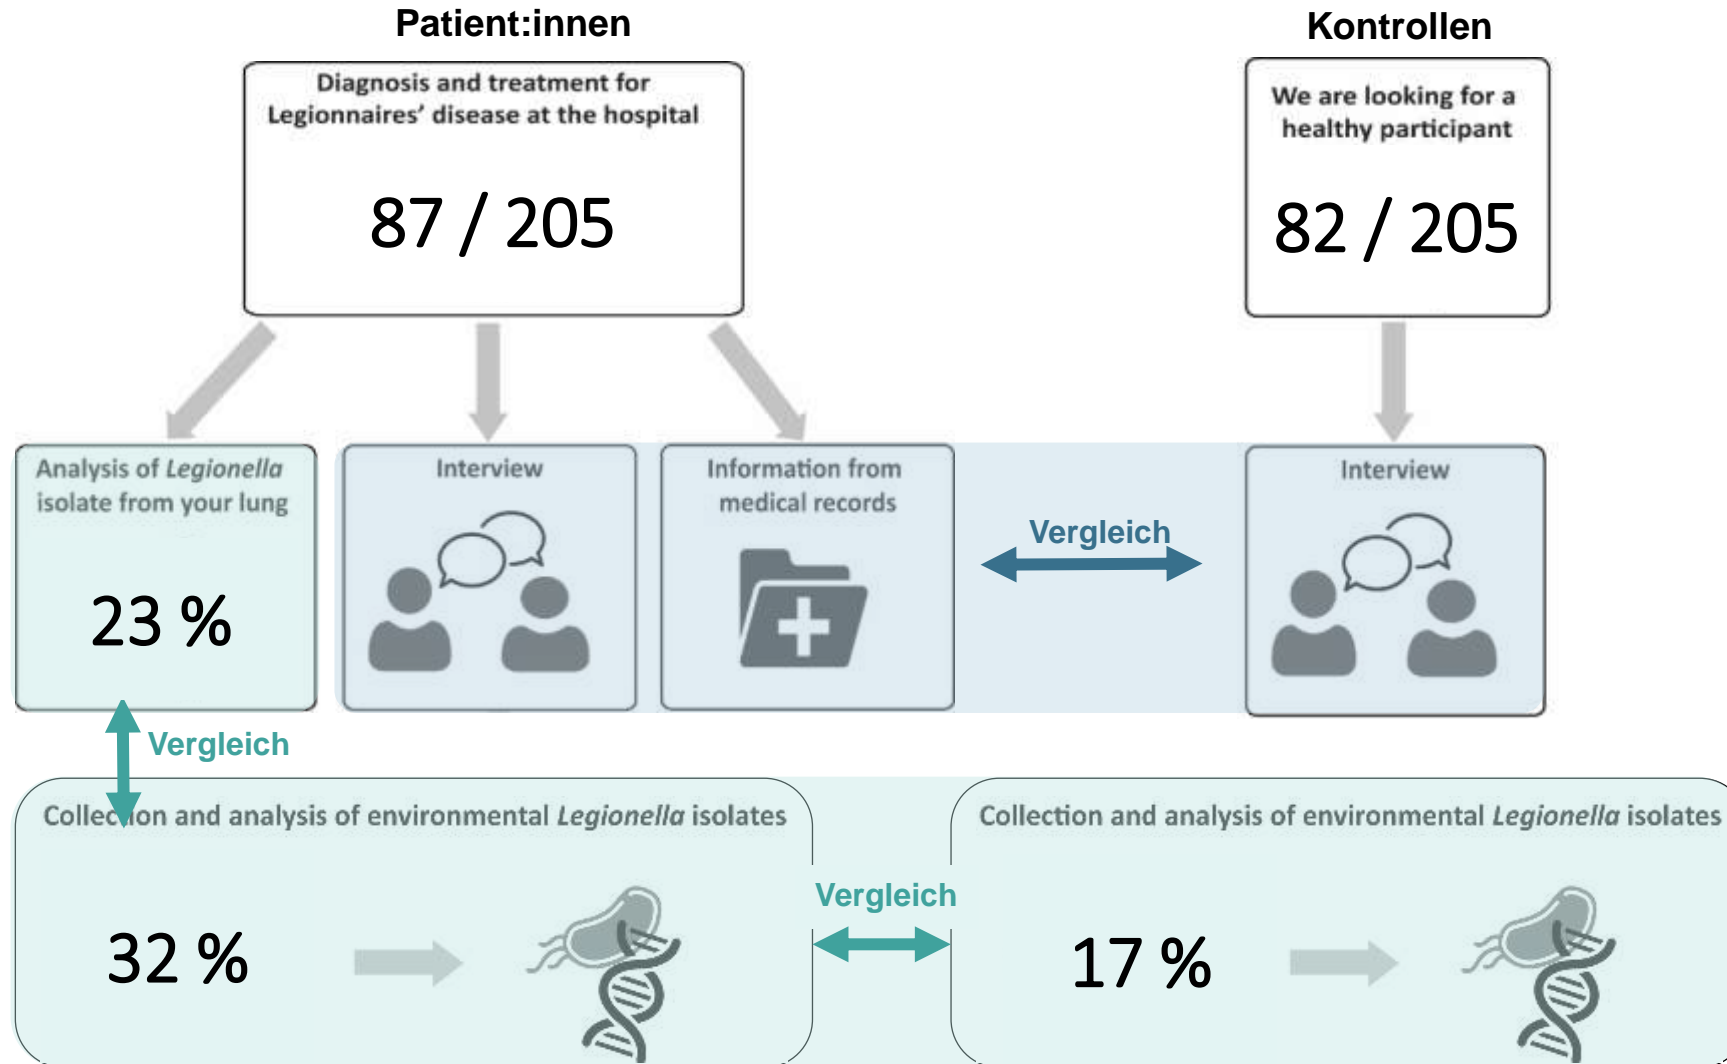 Patient:innen
Diagnosis and treatment for
Legionnaires’ disease at the hospital
87 / 205
Kontrollen
We are looking for a
healthy participant
82 / 205
Analysis of Legionella
isolate from your lung
23 %
Interview
Information from
medical records
Vergleich
Interview
Vergleich
Collection and analysis of environmental Legionella isolates
32 %
Vergleich
Collection and analysis of environmental Legionella isolates
17 %